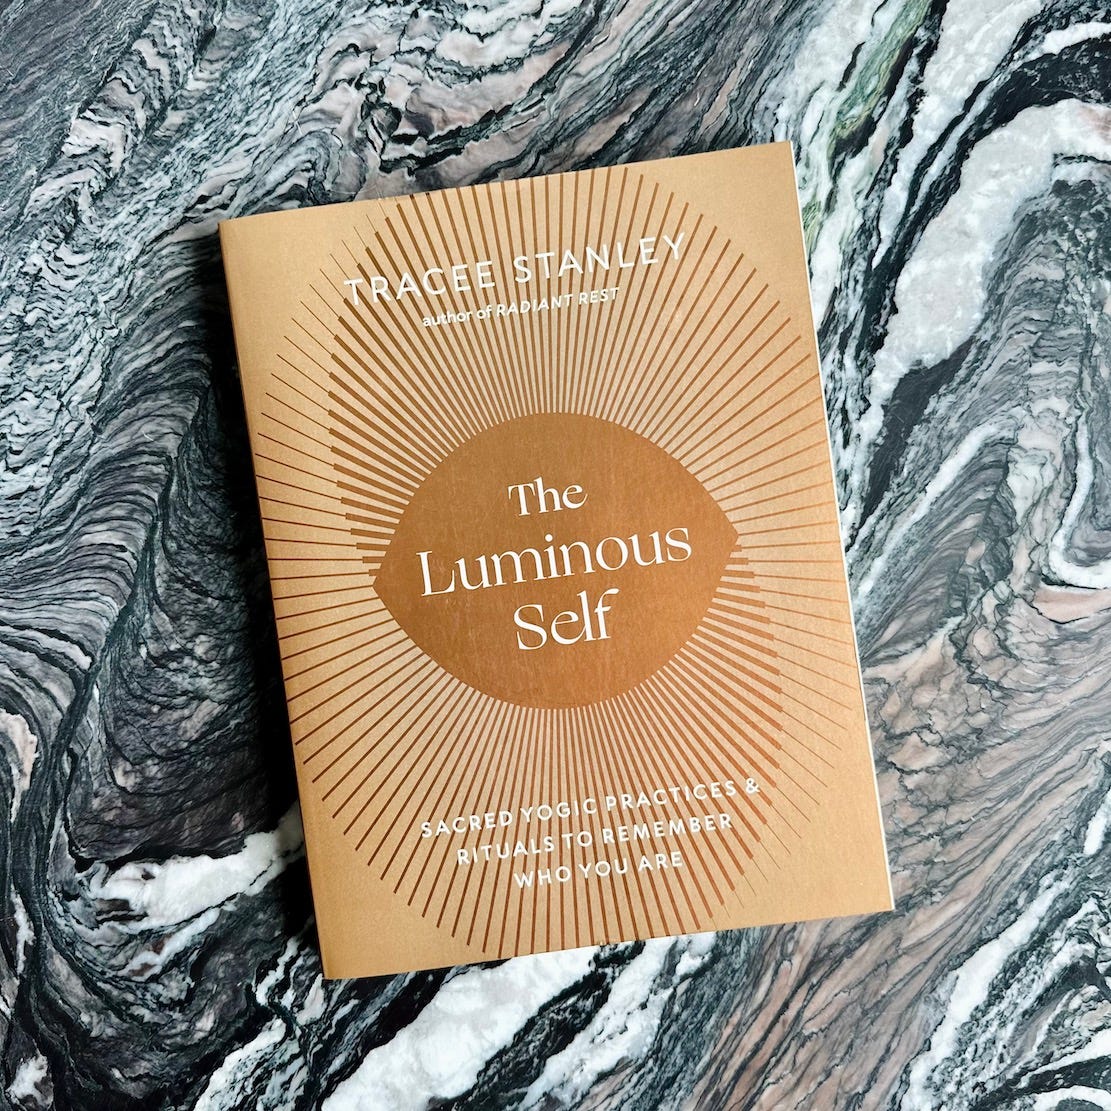 TRACEE STANLEY
author of RADIANT REST
The
Luminous
Self
SACRED YOGIC PRACTICES &
RITUALS TO REMEMBER
WHO YOU ARE